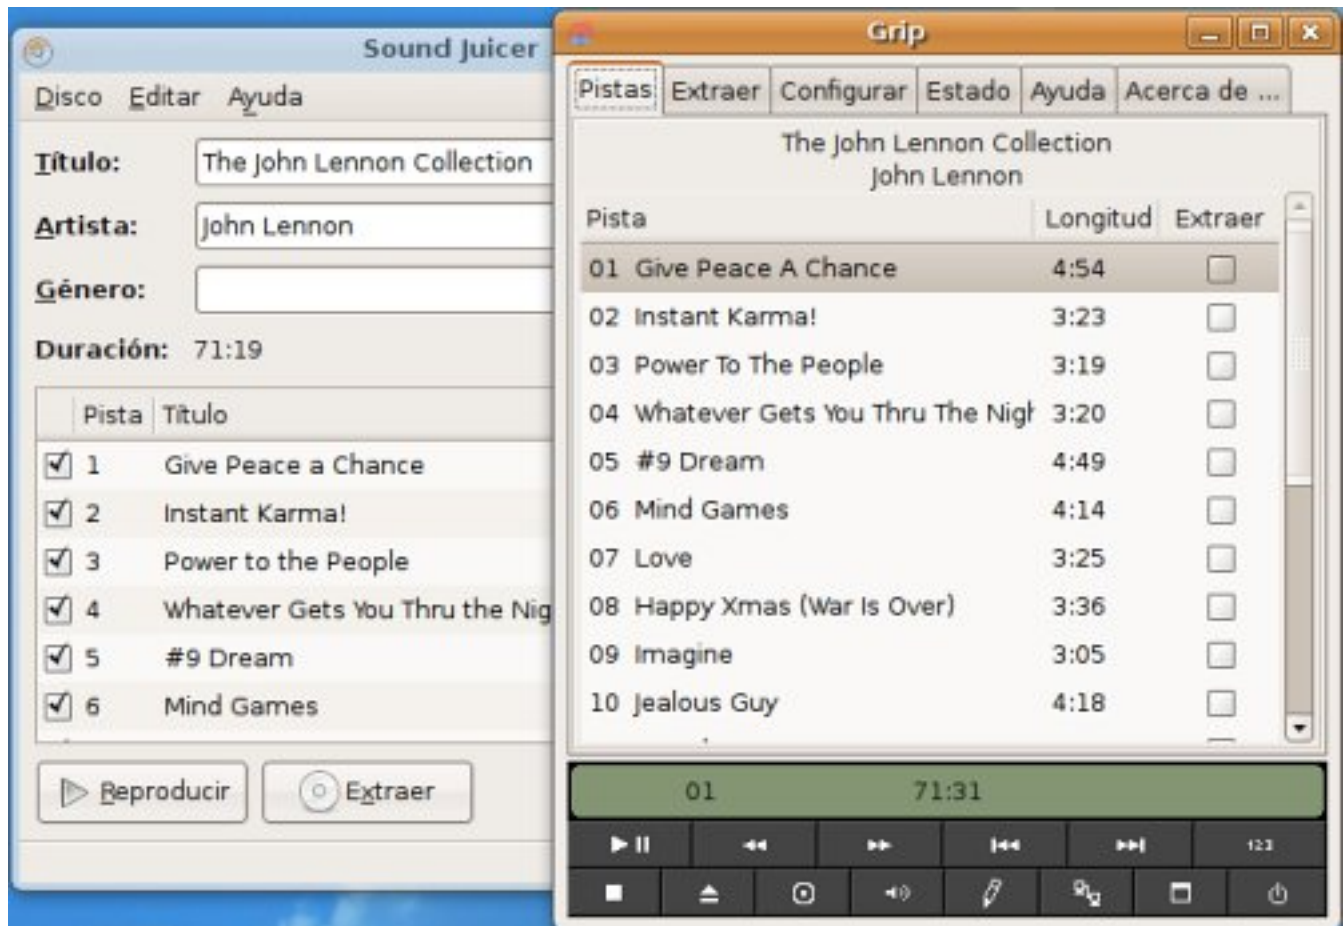 Sound Juicer
Disco Editar Ayuda
Título: The John Lennon Collection
Artista: John Lennon
Género:
Duración: 71:19
Pista Título
1 Give Peace a Chance
2 Instant Karma!
3 Power to the People
4 Whatever Gets You Thru the Nig
5 #9 Dream
6 Mind Games
Reproducir Extraer
Grip
Pistas Extraer Configurar Estado Ayuda Acerca de ...
The John Lennon Collection
John Lennon
Pista Longitud Extraer
01 Give Peace A Chance 4:54
02 Instant Karma! 3:23
03 Power To The People 3:19
04 Whatever Gets You Thru The Nigh 3:20
05 #9 Dream 4:49
06 Mind Games 4:14
07 Love 3:25
08 Happy Xmas (War Is Over) 3:36
09 Imagine 3:05
10 Jealous Guy 4:18
01 71:31
123